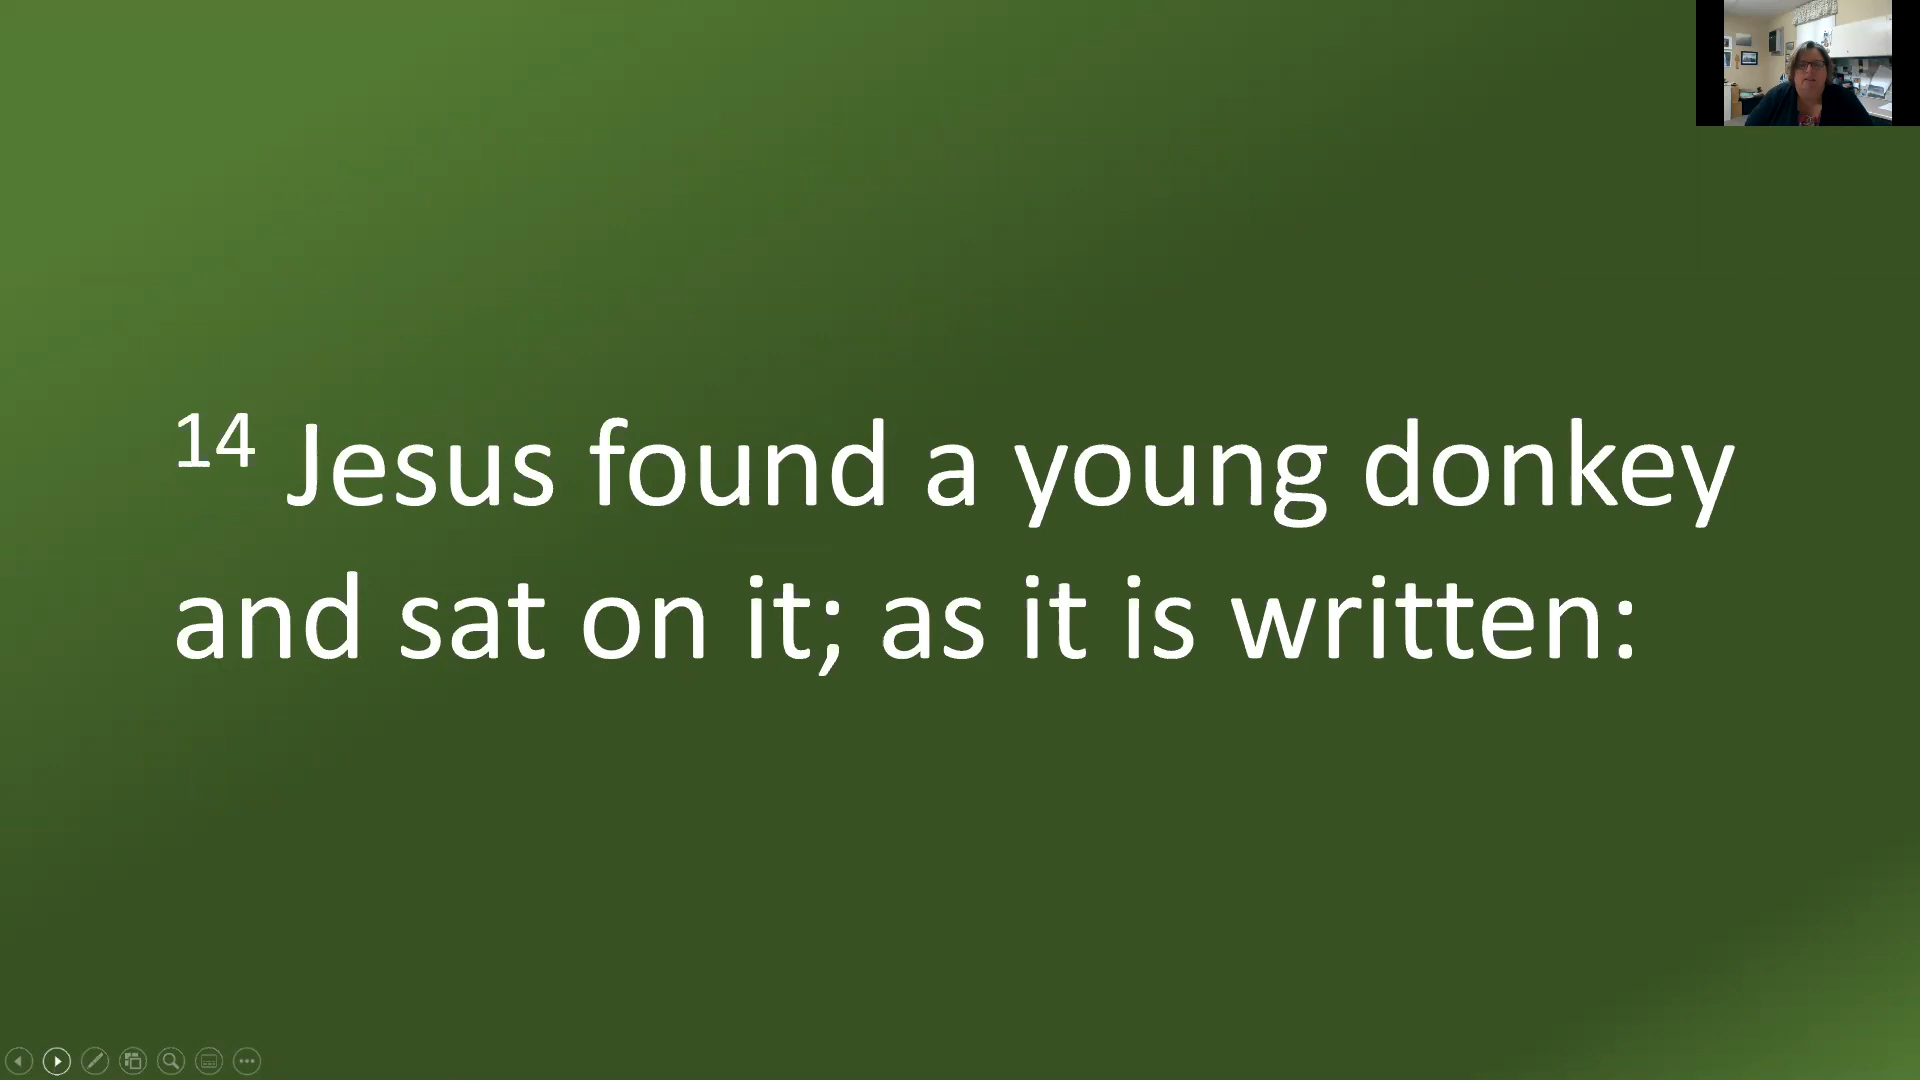 14 Jesus found a young donkey
and sat on it; as it is written: